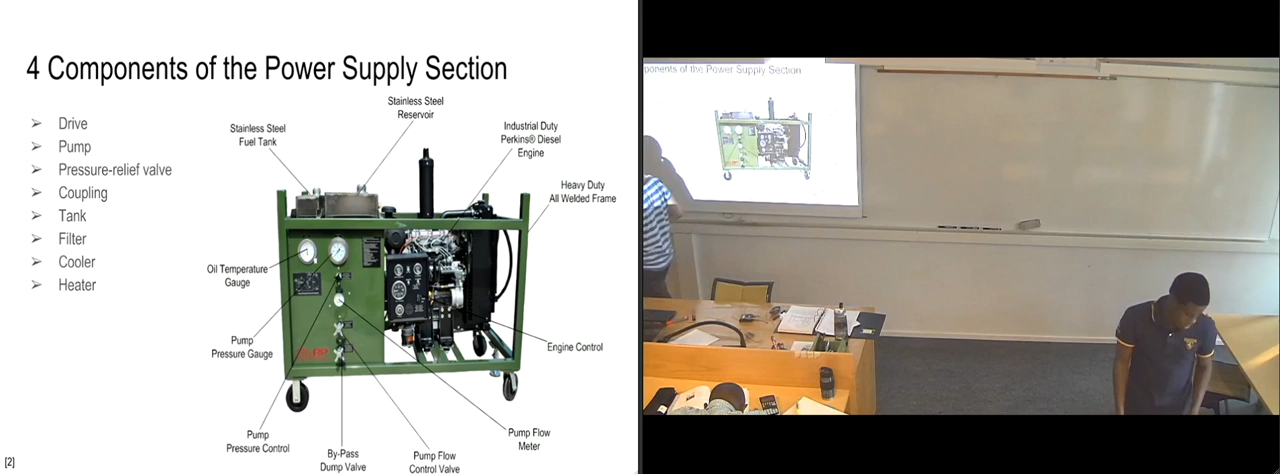 4 Components of the Power Supply Section
➢ Drive
➢ Pump
➢ Pressure-relief valve
➢ Coupling
➢ Tank
➢ Filter
➢ Cooler
➢ Heater
Stainless Steel
Reservoir
Stainless Steel
Fuel Tank
Industrial Duty
Perkins® Diesel
Engine
Heavy Duty
All Welded Frame
Oil Temperature
Gauge
Pump
Pressure Gauge
Engine Control
Pump
Pressure Control
By-Pass
Dump Valve
Pump Flow
Control Valve
Pump Flow
Meter
[2]
ponents of the Power Supply Section